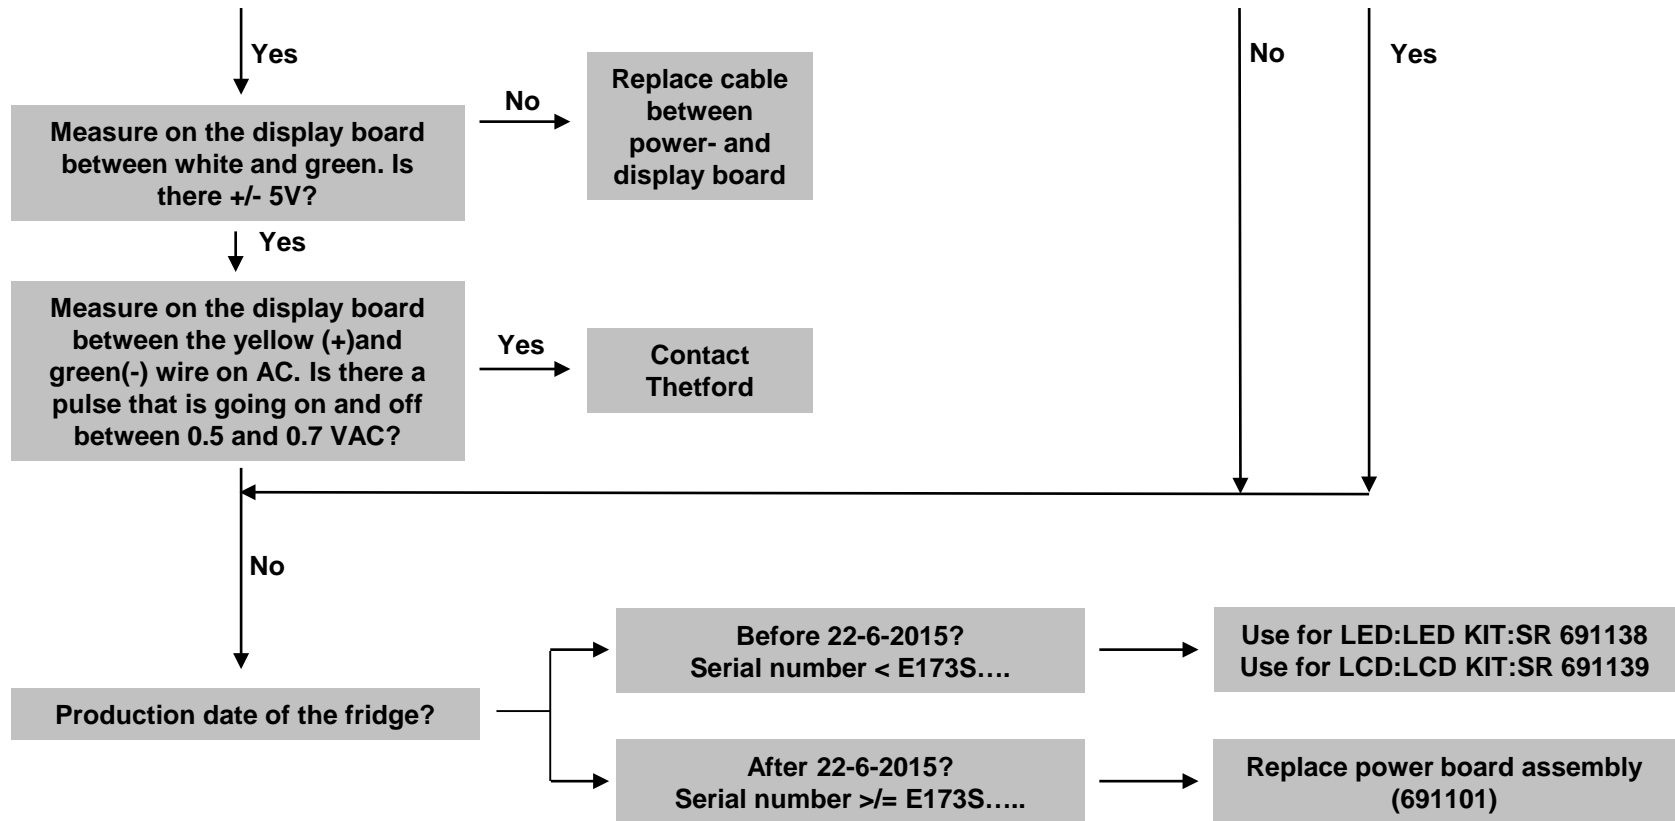 Yes
No
Yes
Measure on the display board
between white and green. Is
there +/- 5V?
No
Replace cable
between
power- and
display board
Yes
Measure on the display board
between the yellow (+)and
green(-) wire on AC. Is there a
pulse that is going on and off
between 0.5 and 0.7 VAC?
Yes
Contact
Thetford
No
Production date of the fridge?
Before 22-6-2015?
Serial number < E173S….
Use for LED:LED KIT:SR 691138
Use for LCD:LCD KIT:SR 691139
After 22-6-2015?
Serial number >/= E173S…..
Replace power board assembly
(691101)